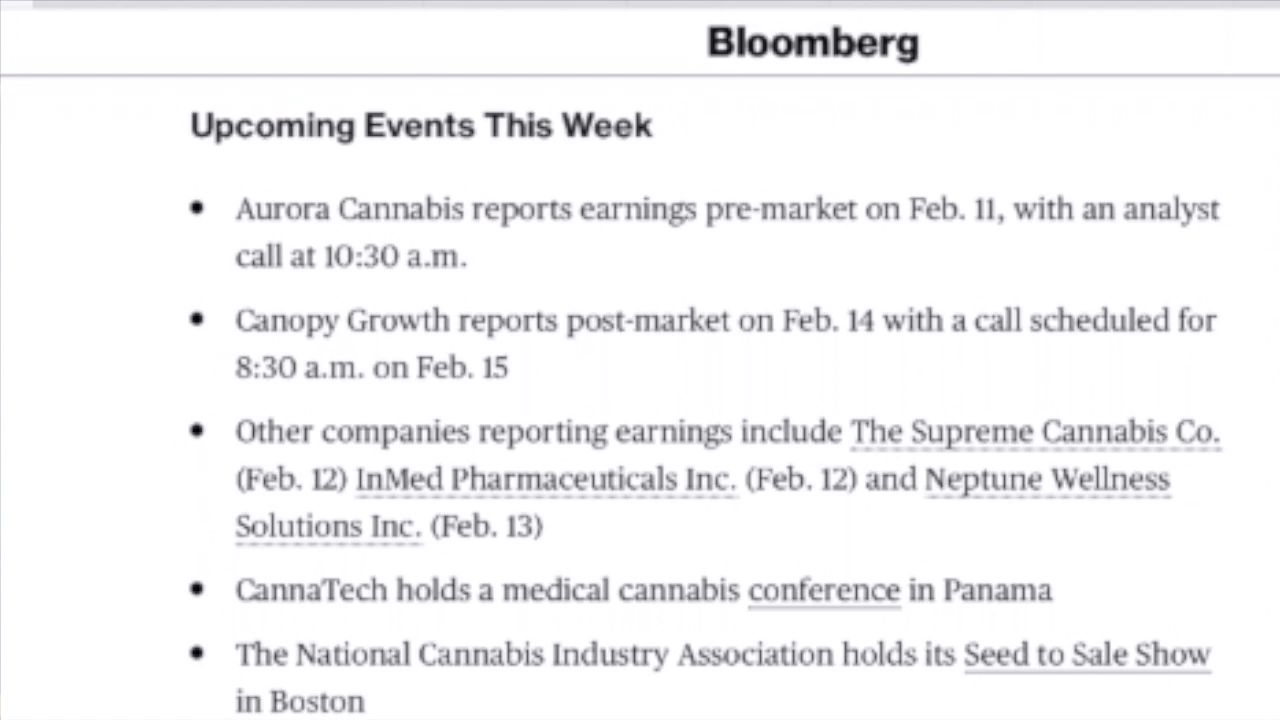 Bloomberg
Upcoming Events This Week
• Aurora Cannabis reports earnings pre-market on Feb. 11, with an analyst
call at 10:30 a.m.
• Canopy Growth reports post-market on Feb. 14 with a call scheduled for
8:30 a.m. on Feb. 15
• Other companies reporting earnings include The Supreme Cannabis Co.
(Feb. 12) InMed Pharmaceuticals Inc. (Feb. 12) and Neptune Wellness
Solutions Inc. (Feb. 13)
• CannaTech holds a medical cannabis conference in Panama
• The National Cannabis Industry Association holds its Seed to Sale Show
in Boston